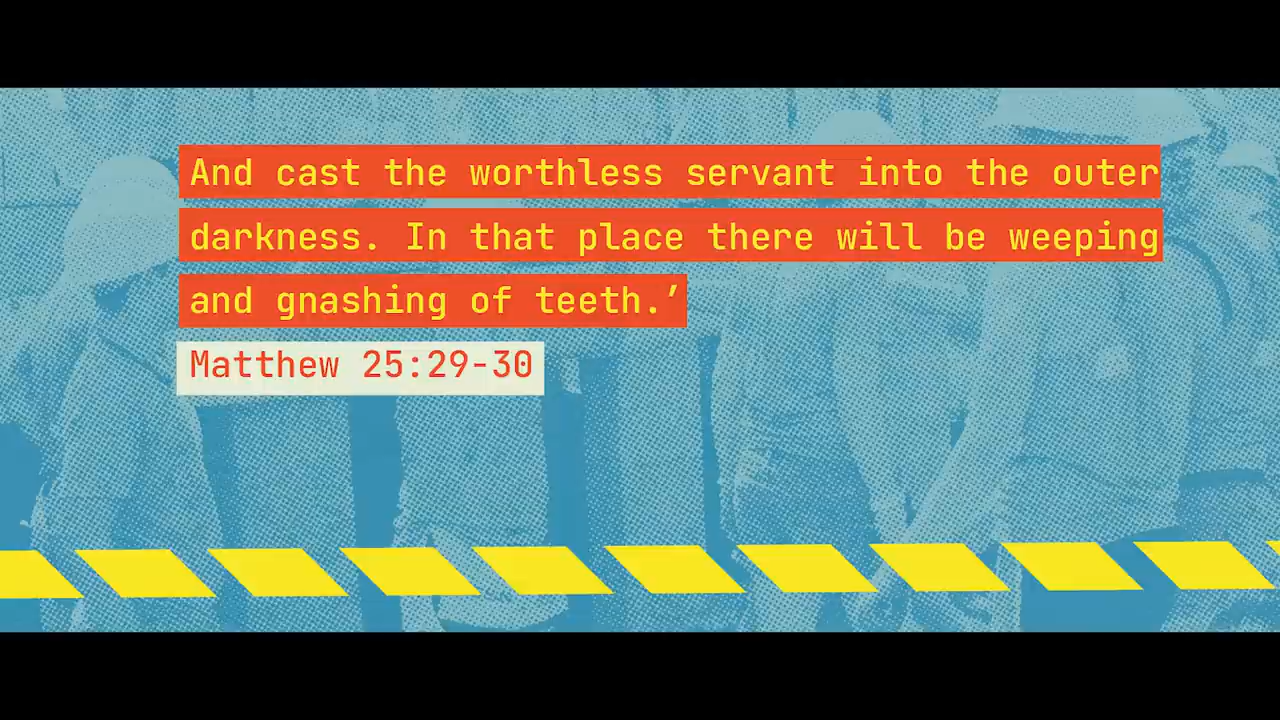 And cast the worthless servant into the outer
darkness. In that place there will be weeping
and gnashing of teeth.’
Matthew 25:29-30